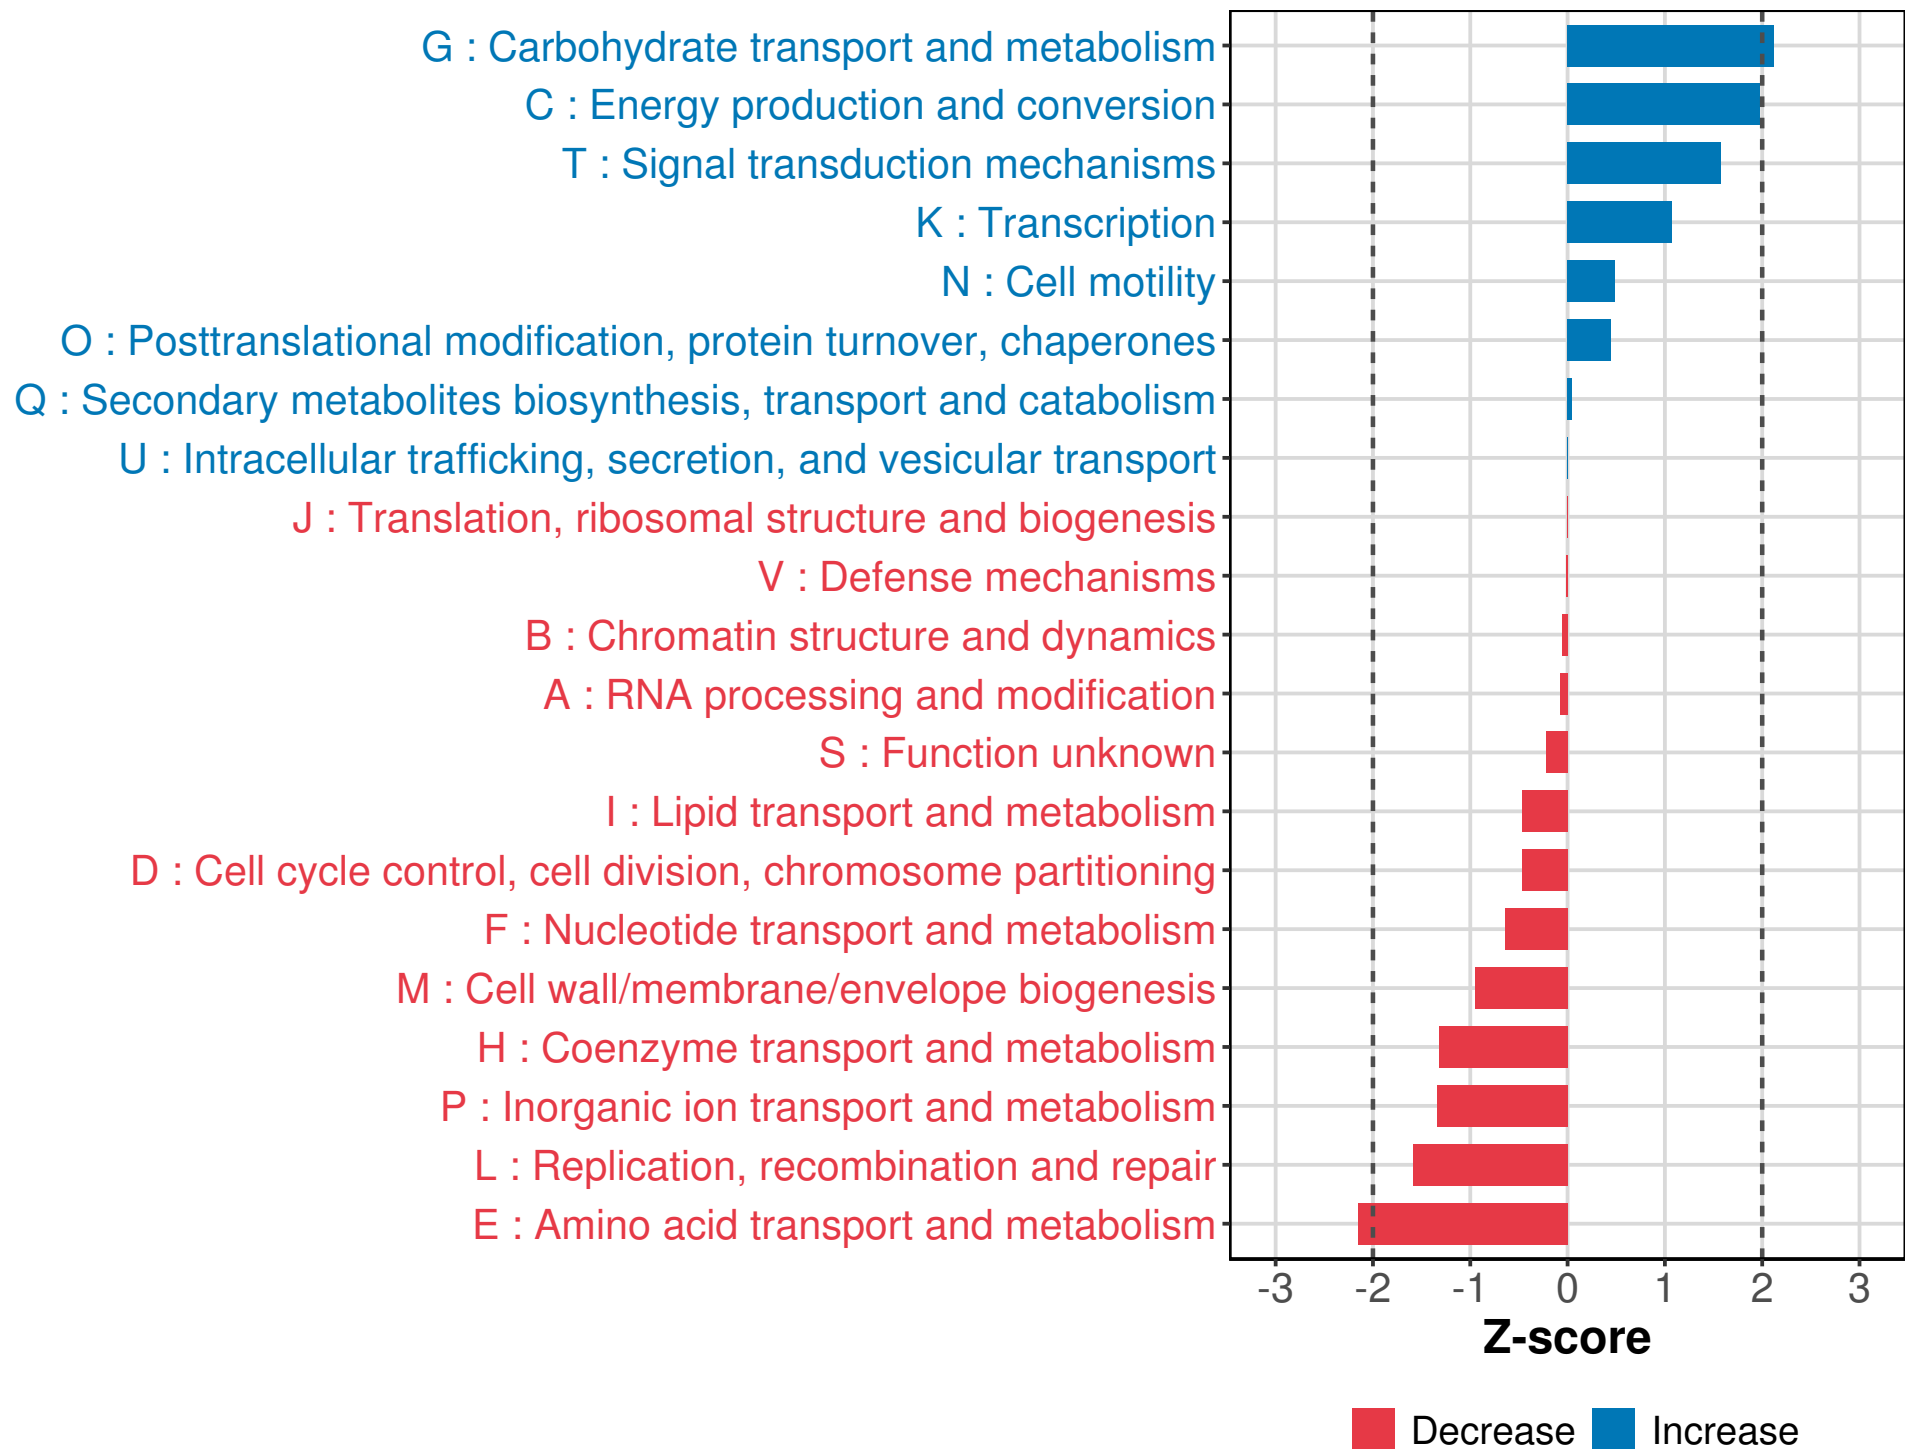 G : Carbohydrate transport and metabolism
C : Energy production and conversion
T : Signal transduction mechanisms
K : Transcription
N : Cell motility
O : Posttranslational modification, protein turnover, chaperones
Q : Secondary metabolites biosynthesis, transport and catabolism
U : Intracellular trafficking, secretion, and vesicular transport
J : Translation, ribosomal structure and biogenesis
V : Defense mechanisms
B : Chromatin structure and dynamics
A : RNA processing and modification
S : Function unknown
I : Lipid transport and metabolism
D : Cell cycle control, cell division, chromosome partitioning
F : Nucleotide transport and metabolism
M : Cell wall/membrane/envelope biogenesis
H : Coenzyme transport and metabolism
P : Inorganic ion transport and metabolism
L : Replication, recombination and repair
E : Amino acid transport and metabolism
-3 -2 -1 0 1 2 3
Z-score
Decrease Increase